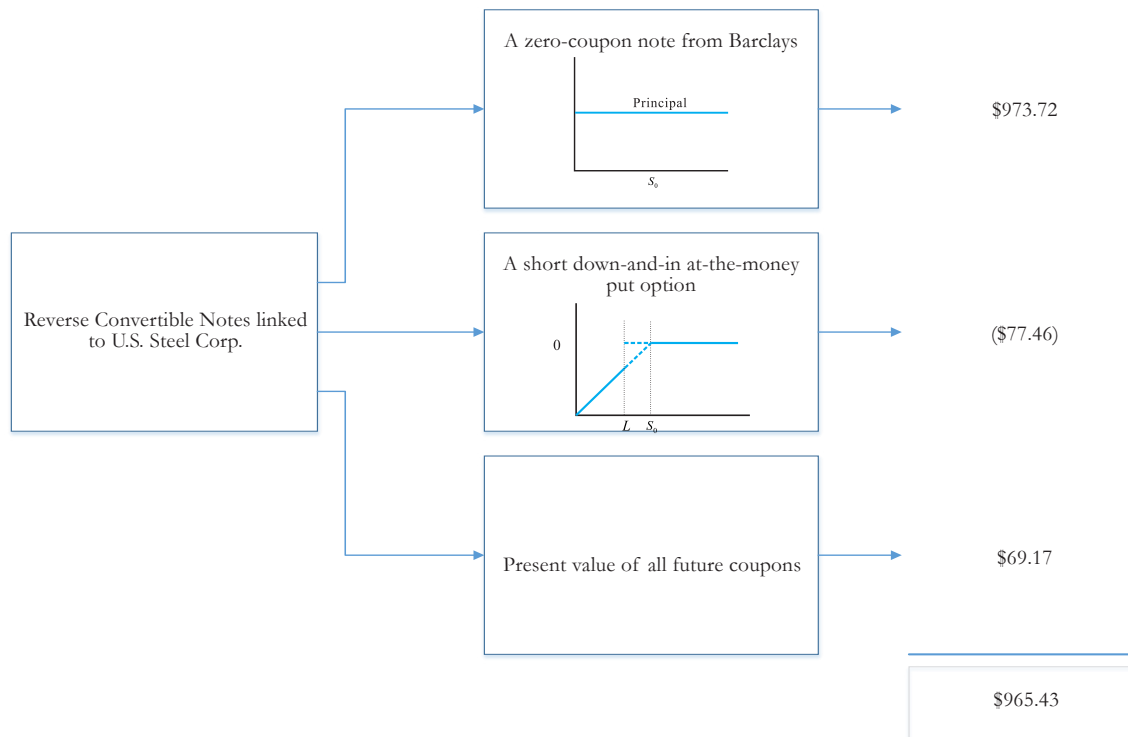 A zero-coupon note from Barclays
Principal
S₀
$973.72
Reverse Convertible Notes linked
to U.S. Steel Corp.
A short down-and-in at-the-money
put option
0
L S₀
($77.46)
Present value of all future coupons
$69.17
$965.43